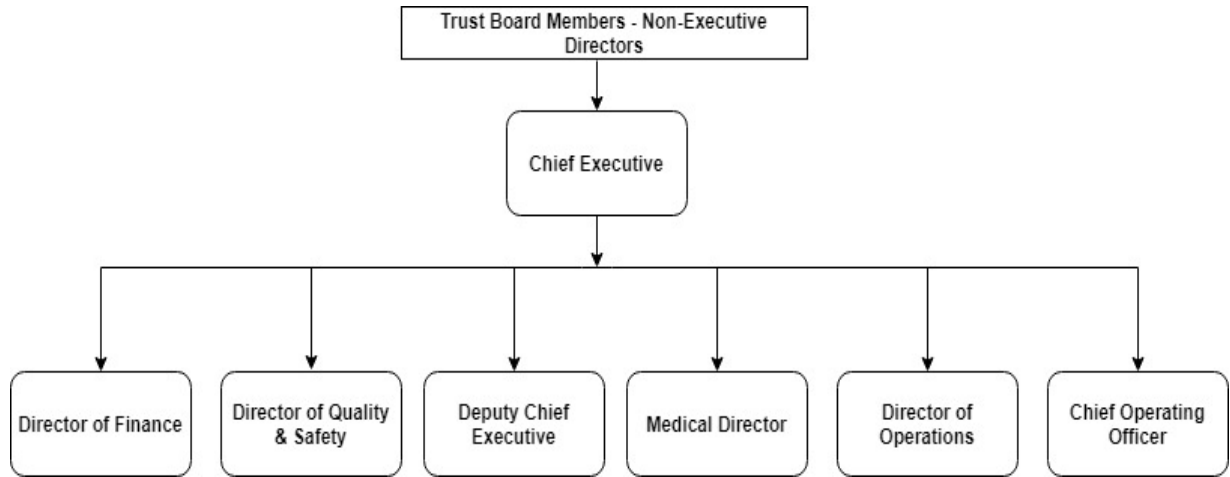 Trust Board Members - Non-Executive
Directors
Chief Executive
Director of Finance
Director of Quality
& Safety
Deputy Chief
Executive
Medical Director
Director of
Operations
Chief Operating
Officer